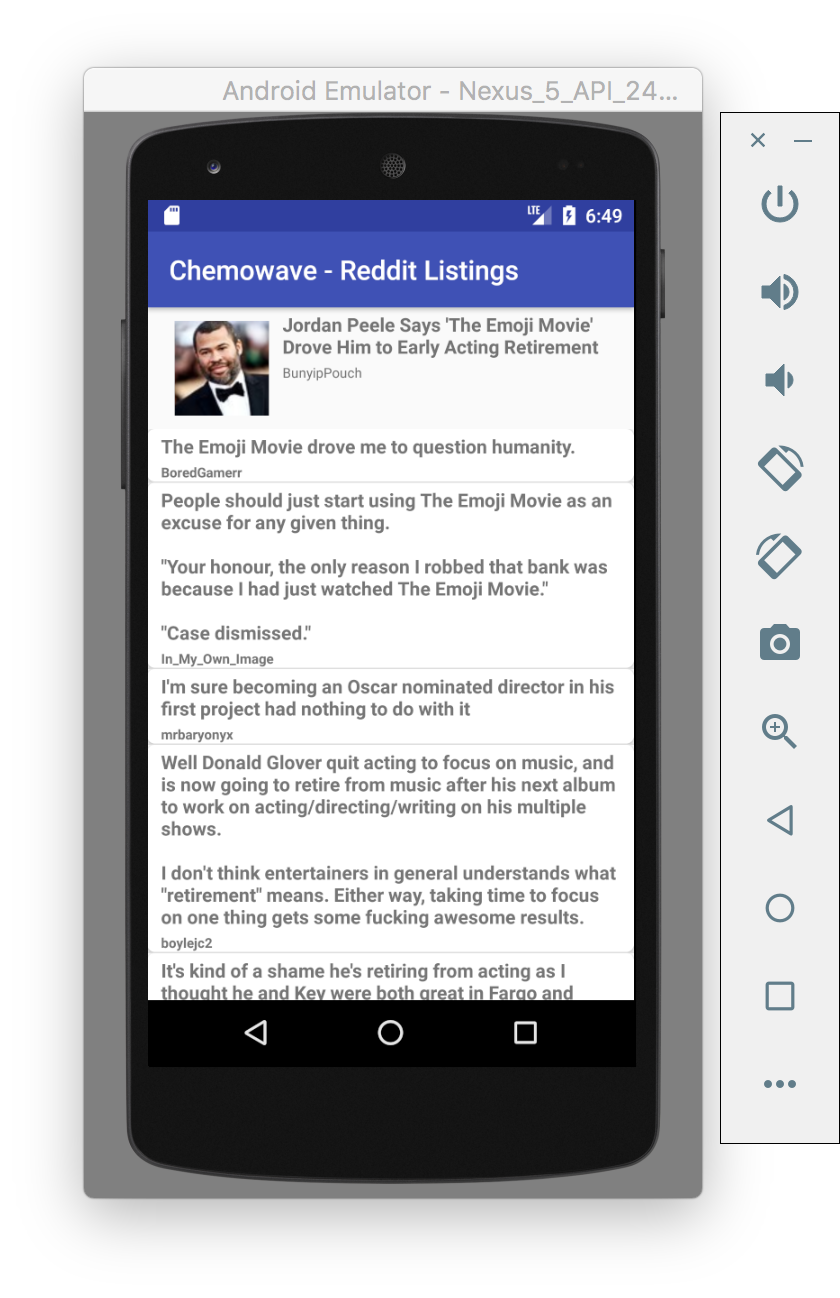 Android Emulator - Nexus_5_API_24...
LTE 6:49
Chemowave - Reddit Listings
Jordan Peele Says 'The Emoji Movie'
Drove Him to Early Acting Retirement
BunyipPouch
The Emoji Movie drove me to question humanity.
BoredGamerr
People should just start using The Emoji Movie as an
excuse for any given thing.
"Your honour, the only reason I robbed that bank was
because I had just watched The Emoji Movie."
"Case dismissed."
In_My_Own_Image
I'm sure becoming an Oscar nominated director in his
first project had nothing to do with it
mrbaryonyx
Well Donald Glover quit acting to focus on music, and
is now going to retire from music after his next album
to work on acting/directing/writing on his multiple
shows.
I don't think entertainers in general understands what
"retirement" means. Either way, taking time to focus
on one thing gets some fucking awesome results.
boylejc2
It's kind of a shame he's retiring from acting as I
thought he and Key were both great in Fargo and